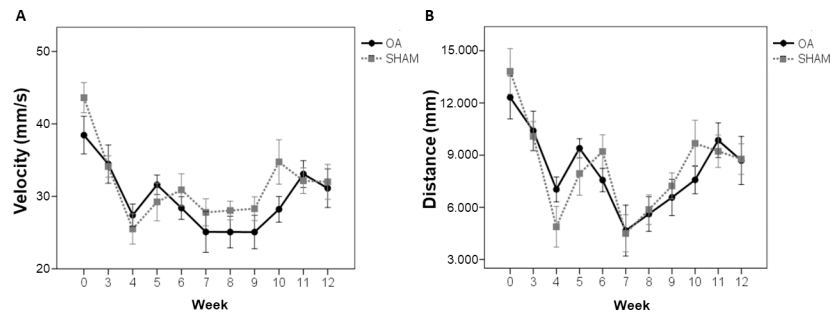 A
Velocity (mm/s)
50
40
30
20
0 3 4 5 6 7 8 9 10 11 12
Week
OA
SHAM
B
Distance (mm)
15.000
12.000
9.000
6.000
3.000
0 3 4 5 6 7 8 9 10 11 12
Week
OA
SHAM